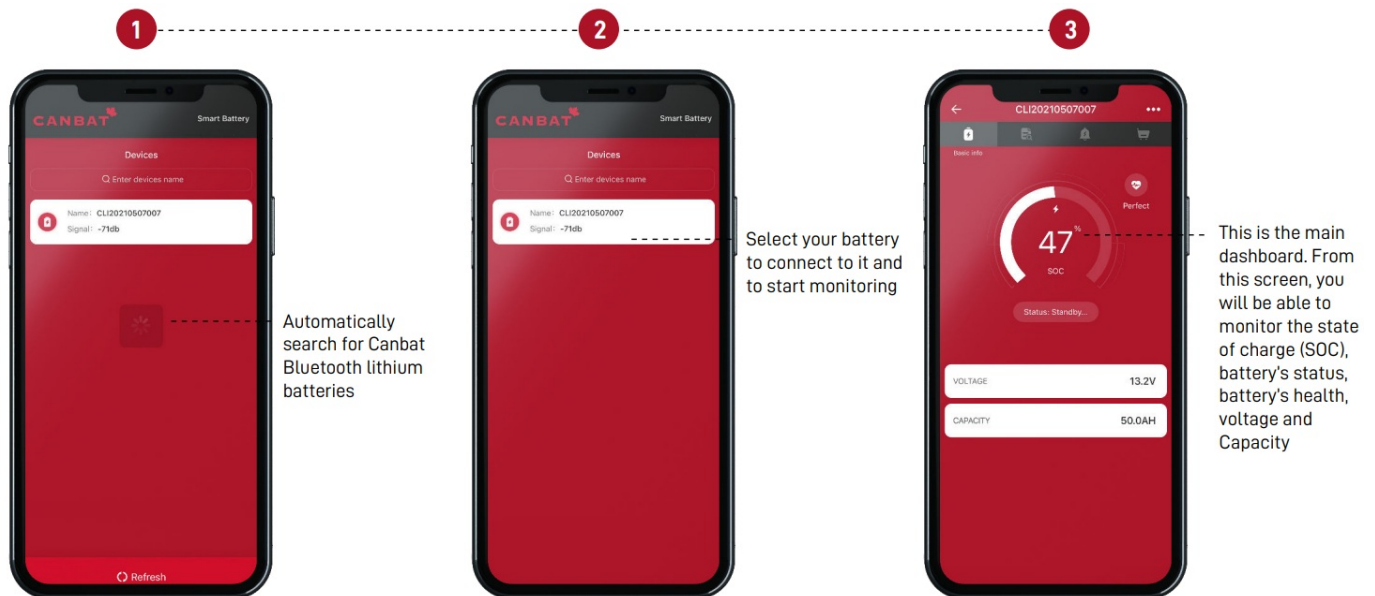 1
2
3
CANBAT
Smart Battery
Devices
Enter devices name
Name: CLI20210507007
Signal: -71db
Refresh
Automatically
search for Canbat
Bluetooth lithium
batteries
CANBAT
Smart Battery
Devices
Enter devices name
Name: CLI20210507007
Signal: -71db
Select your battery
to connect to it and
to start monitoring
CLI20210507007
Basic info
Perfect
47%
SOC
Status: Standby...
VOLTAGE 13.2V
CAPACITY 50.0AH
This is the main
dashboard. From
this screen, you
will be able to
monitor the state
of charge (SOC),
battery's status,
battery's health,
voltage and
Capacity